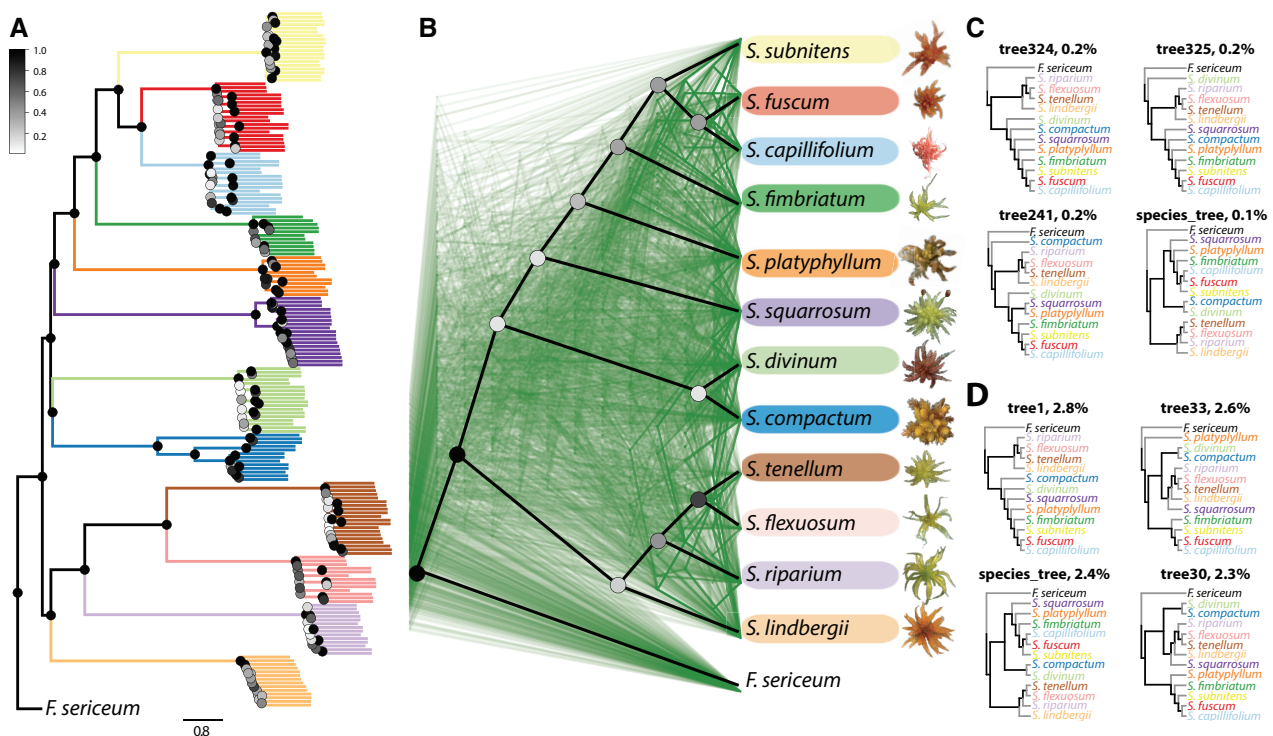 A
1.0
0.8
0.6
0.4
0.2
F. sericeum
0.8
B
S. subnitens
S. fuscum
S. capillifolium
S. fimbriatum
S. platyphyllum
S. squarrosum
S. divinum
S. compactum
S. tenellum
S. flexuosum
S. riparium
S. lindbergii
F. sericeum
C
tree324, 0.2%
F. sericeum
S. riparium
S. flexuosum
S. tenellum
S. lindbergii
S. divinum
S. compactum
S. squarrosum
S. platyphyllum
S. fimbriatum
S. subnitens
S. fuscum
S. capillifolium
tree325, 0.2%
F. sericeum
S. divinum
S. riparium
S. flexuosum
S. tenellum
S. lindbergii
S. squarrosum
S. compactum
S. platyphyllum
S. fimbriatum
S. subnitens
S. fuscum
S. capillifolium
tree241, 0.2%
F. sericeum
S. compactum
S. riparium
S. flexuosum
S. tenellum
S. lindbergii
S. divinum
S. squarrosum
S. platyphyllum
S. fimbriatum
S. subnitens
S. fuscum
S. capillifolium
species_tree, 0.1%
F. sericeum
S. squarrosum
S. platyphyllum
S. fimbriatum
S. capillifolium
S. fuscum
S. subnitens
S. compactum
S. divinum
S. tenellum
S. flexuosum
S. riparium
S. lindbergii
D
tree1, 2.8%
F. sericeum
S. riparium
S. flexuosum
S. tenellum
S. lindbergii
S. compactum
S. divinum
S. squarrosum
S. platyphyllum
S. fimbriatum
S. subnitens
S. fuscum
S. capillifolium
tree33, 2.6%
F. sericeum
S. platyphyllum
S. divinum
S. compactum
S. riparium
S. flexuosum
S. tenellum
S. lindbergii
S. squarrosum
S. fimbriatum
S. subnitens
S. fuscum
S. capillifolium
species_tree, 2.4%
F. sericeum
S. squarrosum
S. platyphyllum
S. fimbriatum
S. capillifolium
S. fuscum
S. subnitens
S. compactum
S. divinum
S. tenellum
S. flexuosum
S. riparium
S. lindbergii
tree30, 2.3%
F. sericeum
S. divinum
S. compactum
S. riparium
S. flexuosum
S. tenellum
S. lindbergii
S. squarrosum
S. platyphyllum
S. fimbriatum
S. subnitens
S. fuscum
S. capillifolium